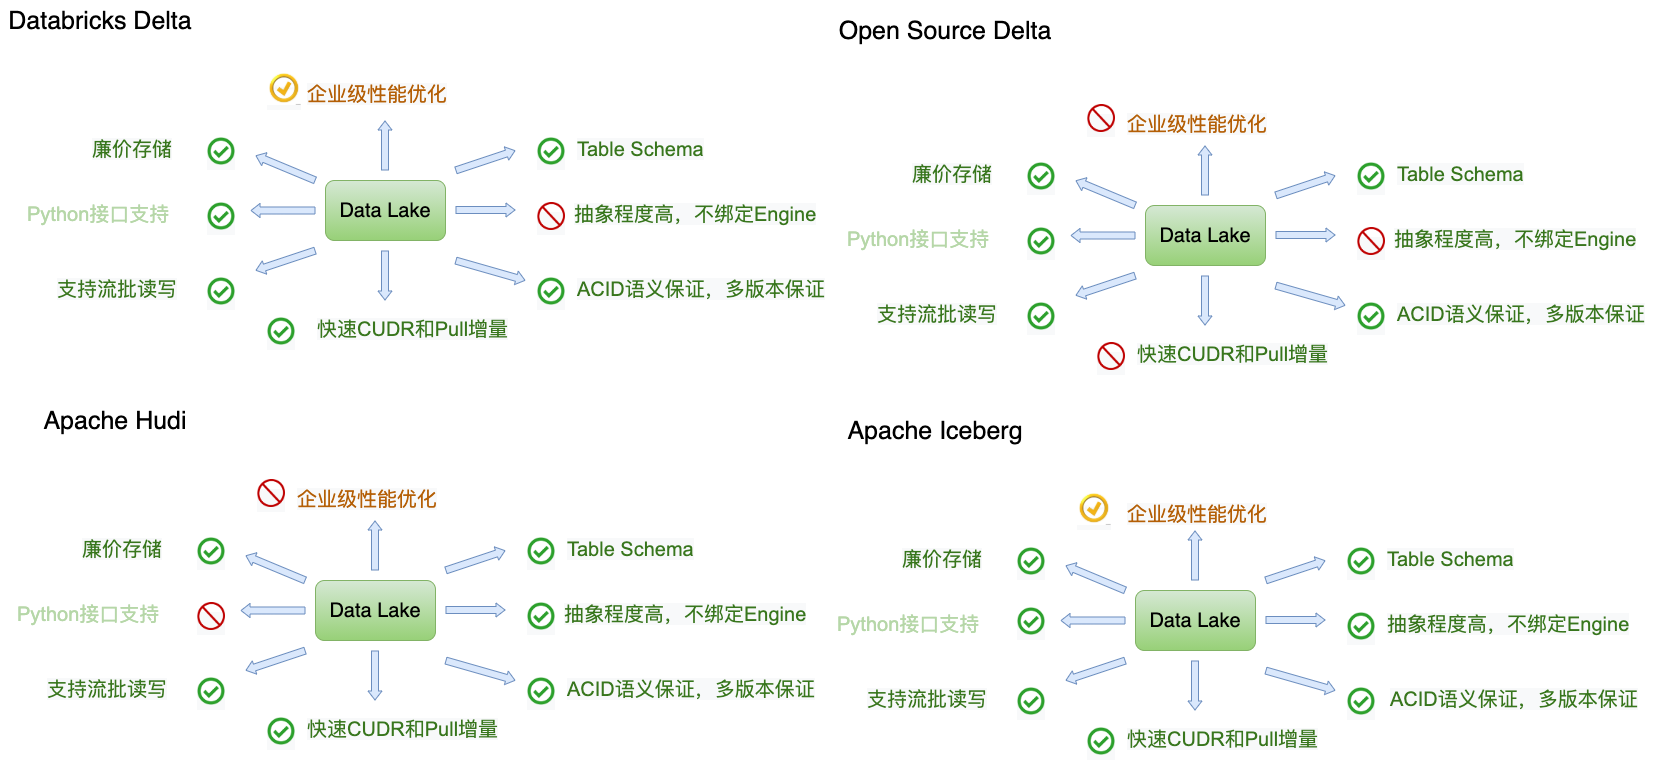 Databricks Delta
企业级性能优化
廉价存储
Table Schema
Python接口支持
Data Lake
抽象程度高，不绑定Engine
支持流批读写
ACID语义保证，多版本保证
快速CUDR和Pull增量
Open Source Delta
企业级性能优化
廉价存储
Table Schema
Python接口支持
Data Lake
抽象程度高，不绑定Engine
支持流批读写
ACID语义保证，多版本保证
快速CUDR和Pull增量
Apache Hudi
企业级性能优化
廉价存储
Table Schema
Python接口支持
Data Lake
抽象程度高，不绑定Engine
支持流批读写
ACID语义保证，多版本保证
快速CUDR和Pull增量
Apache Iceberg
企业级性能优化
廉价存储
Table Schema
Python接口支持
Data Lake
抽象程度高，不绑定Engine
支持流批读写
ACID语义保证，多版本保证
快速CUDR和Pull增量